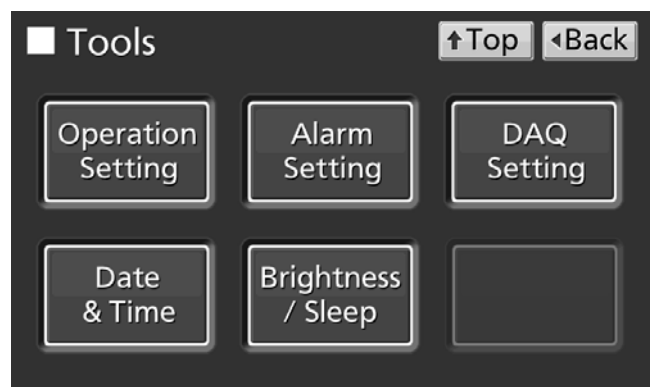 Tools
↑Top
◂Back
Operation
Setting
Alarm
Setting
DAQ
Setting
Date
& Time
Brightness
/ Sleep